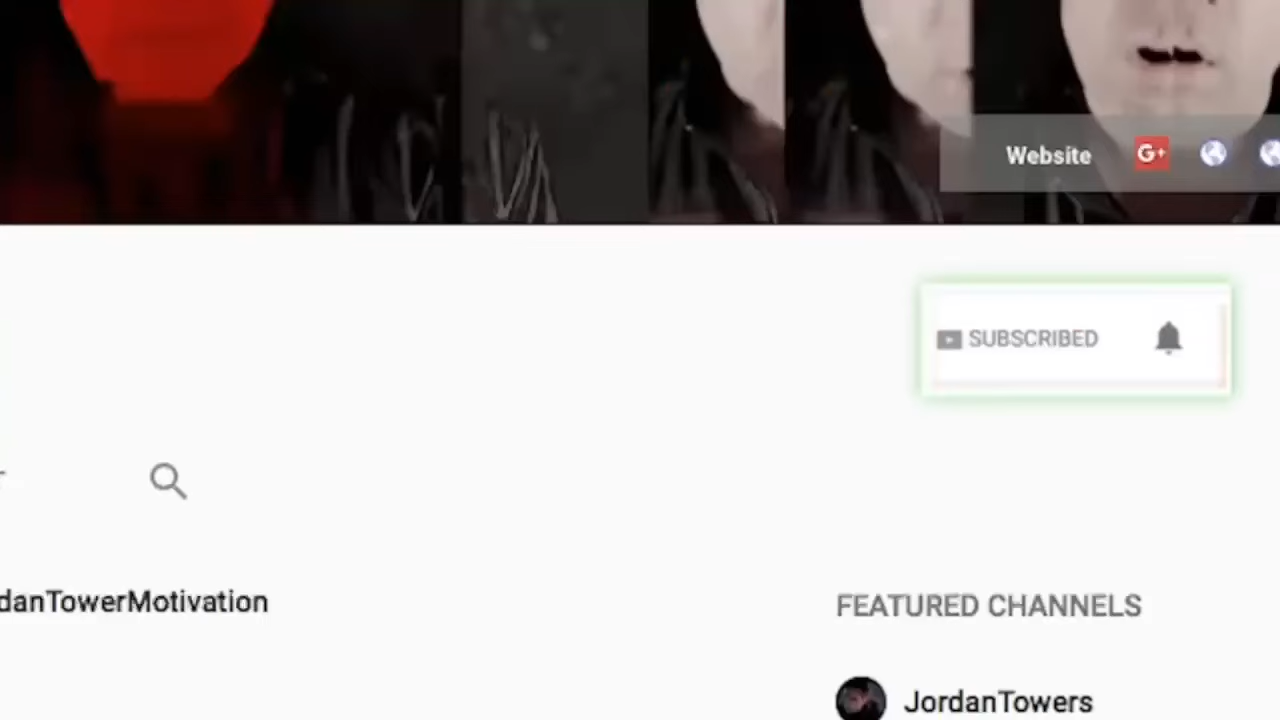 Website G+
SUBSCRIBED
danTowerMotivation
FEATURED CHANNELS
JordanTowers